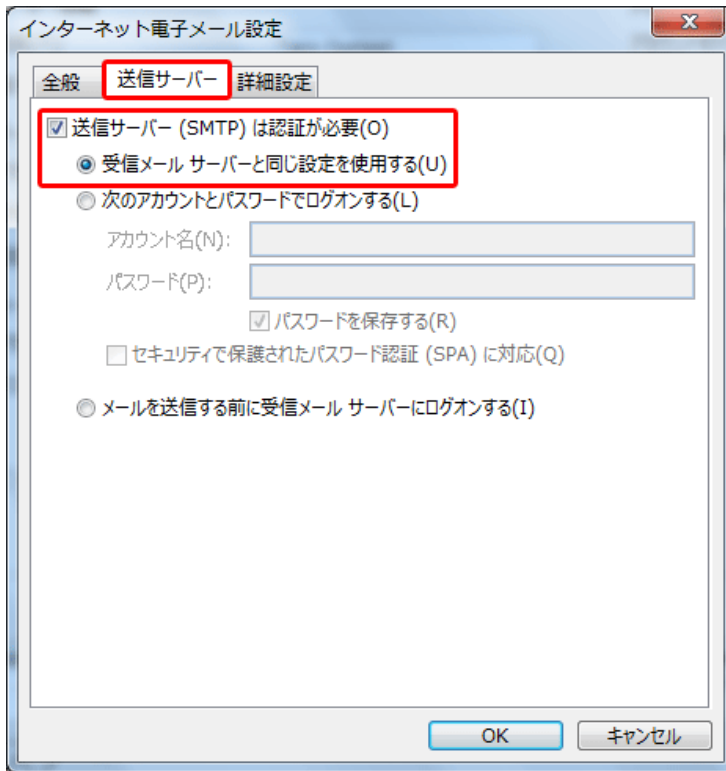 インターネット電子メール設定
全般 送信サーバー 詳細設定
送信サーバー (SMTP) は認証が必要(O)
受信メール サーバーと同じ設定を使用する(U)
次のアカウントとパスワードでログオンする(L)
アカウント名(N):
パスワード(P):
パスワードを保存する(R)
セキュリティで保護されたパスワード認証 (SPA) に対応(Q)
メールを送信する前に受信メール サーバーにログオンする(I)
OK キャンセル